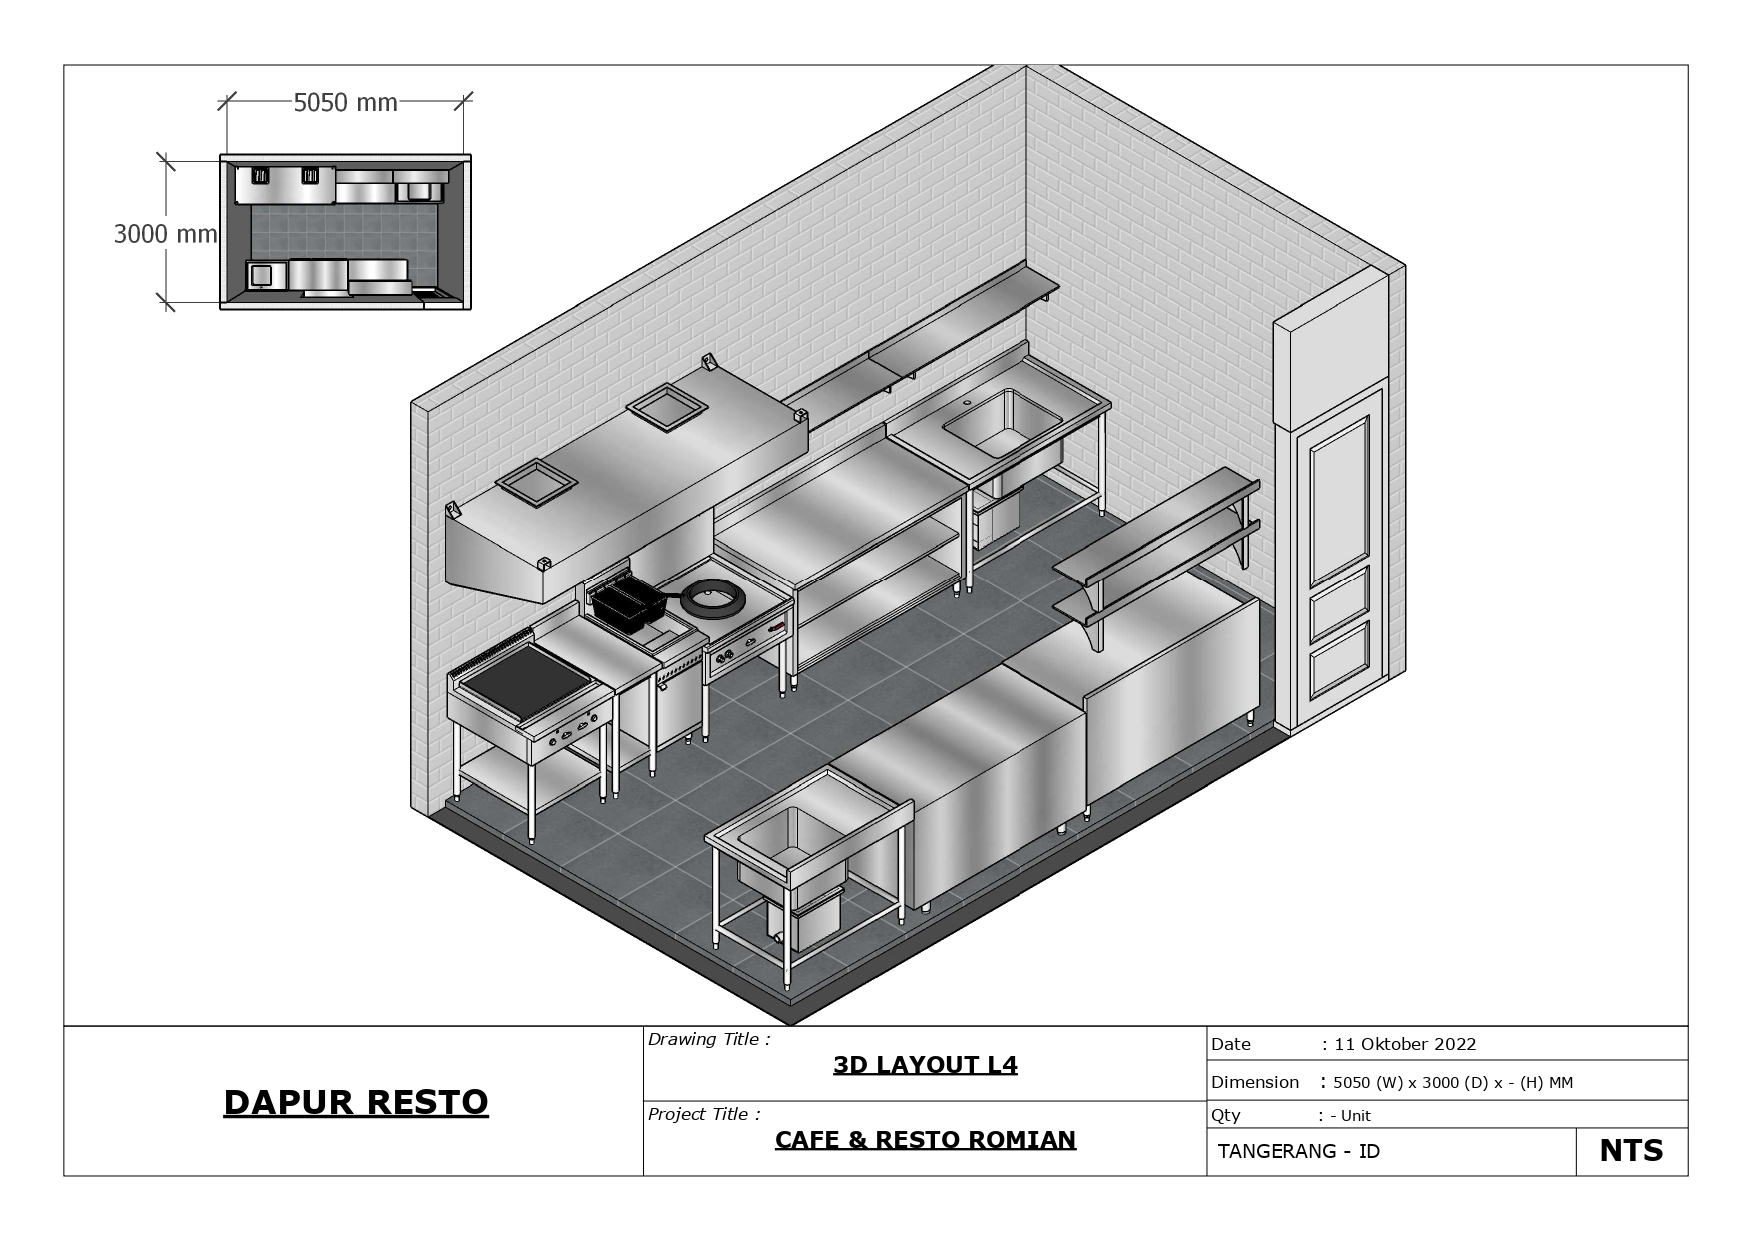 5050 mm
3000 mm
DAPUR RESTO
Drawing Title :
3D LAYOUT L4
Project Title :
CAFE & RESTO ROMIAN
Date : 11 Oktober 2022
Dimension : 5050 (W) x 3000 (D) x - (H) MM
Qty : - Unit
TANGERANG - ID
NTS